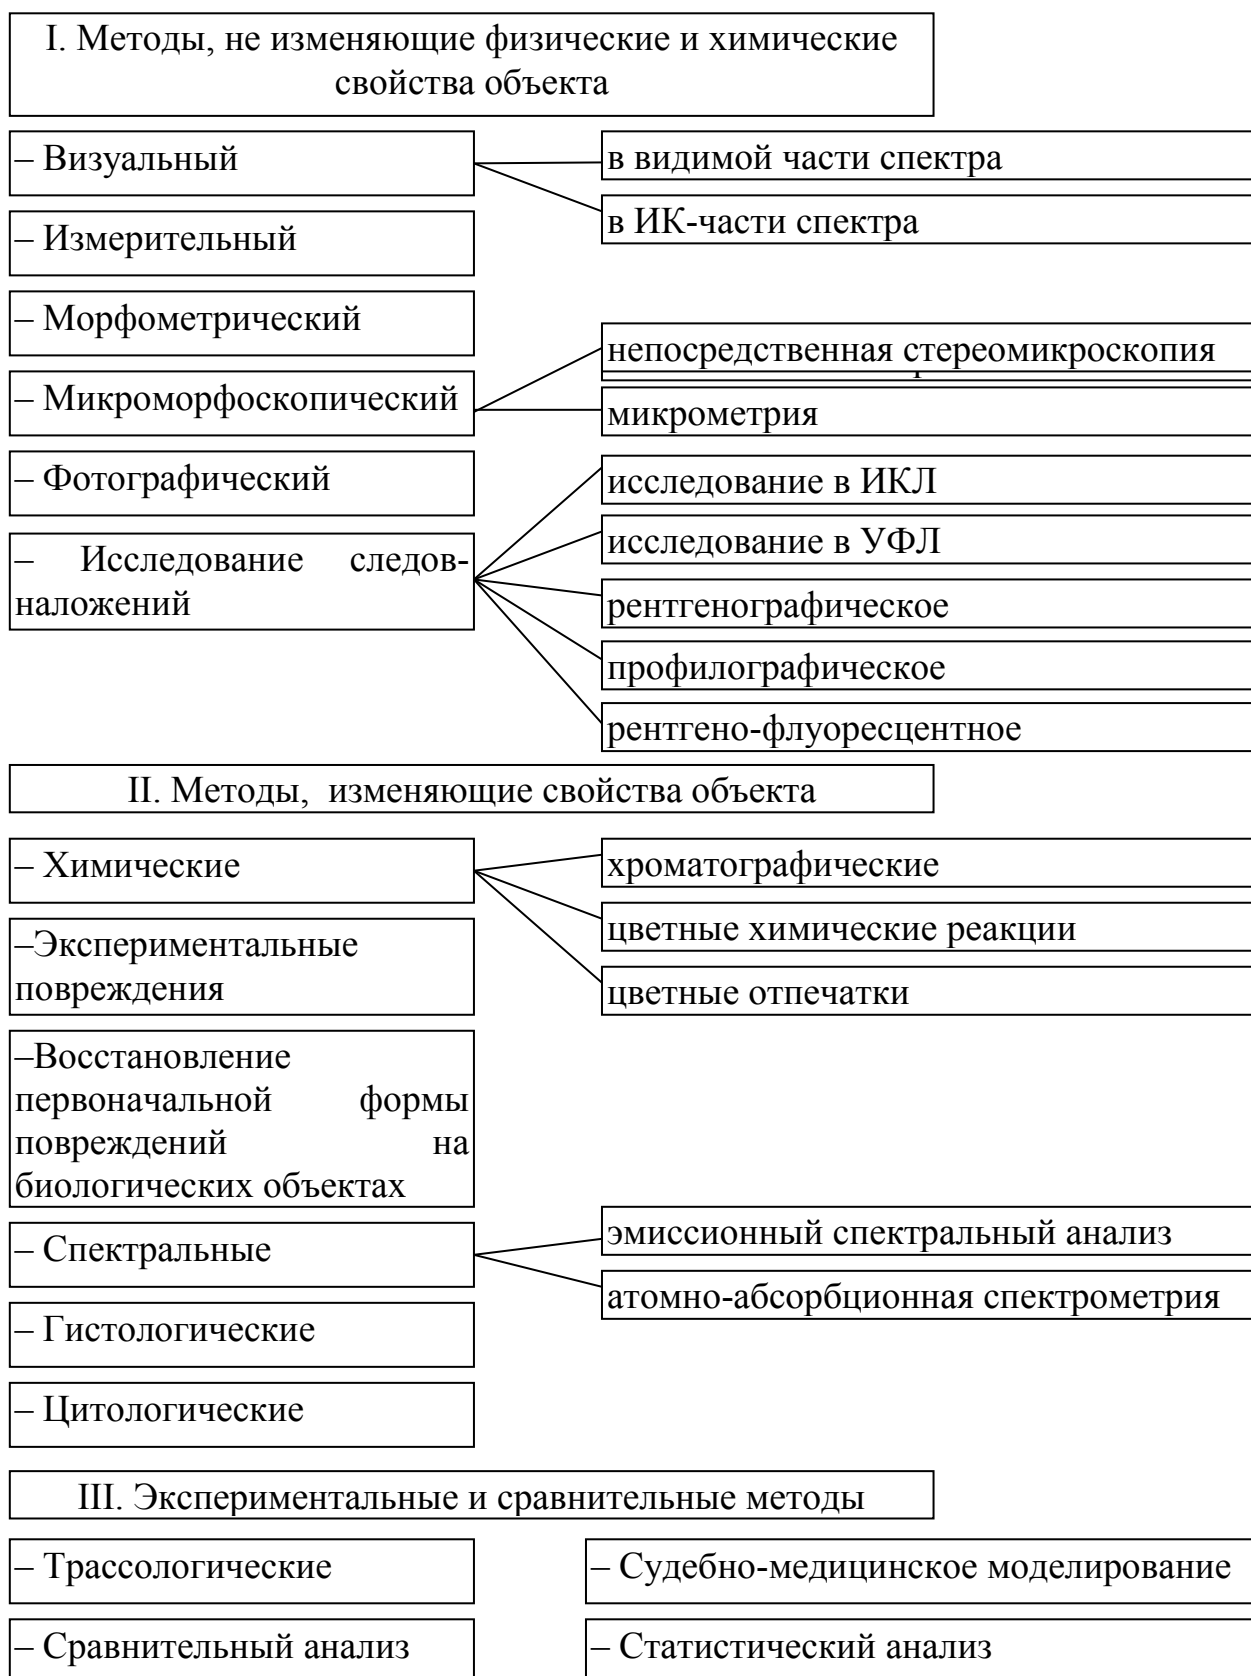 I. Методы, не изменяющие физические и химические
свойства объекта
– Визуальный
в видимой части спектра
в ИК-части спектра
– Измерительный
– Морфометрический
непосредственная стереомикроскопия
– Микроморфоскопический
микрометрия
– Фотографический
исследование в ИКЛ
исследование в УФЛ
– Исследование следов-
наложений
рентгенографическое
профилографическое
рентгено-флуоресцентное
II. Методы, изменяющие свойства объекта
– Химические
хроматографические
цветные химические реакции
цветные отпечатки
–Экспериментальные
повреждения
–Восстановление
первоначальной формы
повреждений на
биологических объектах
– Спектральные
эмиссионный спектральный анализ
атомно-абсорбционная спектрометрия
– Гистологические
– Цитологические
III. Экспериментальные и сравнительные методы
– Трассологические
– Судебно-медицинское моделирование
– Сравнительный анализ
– Статистический анализ